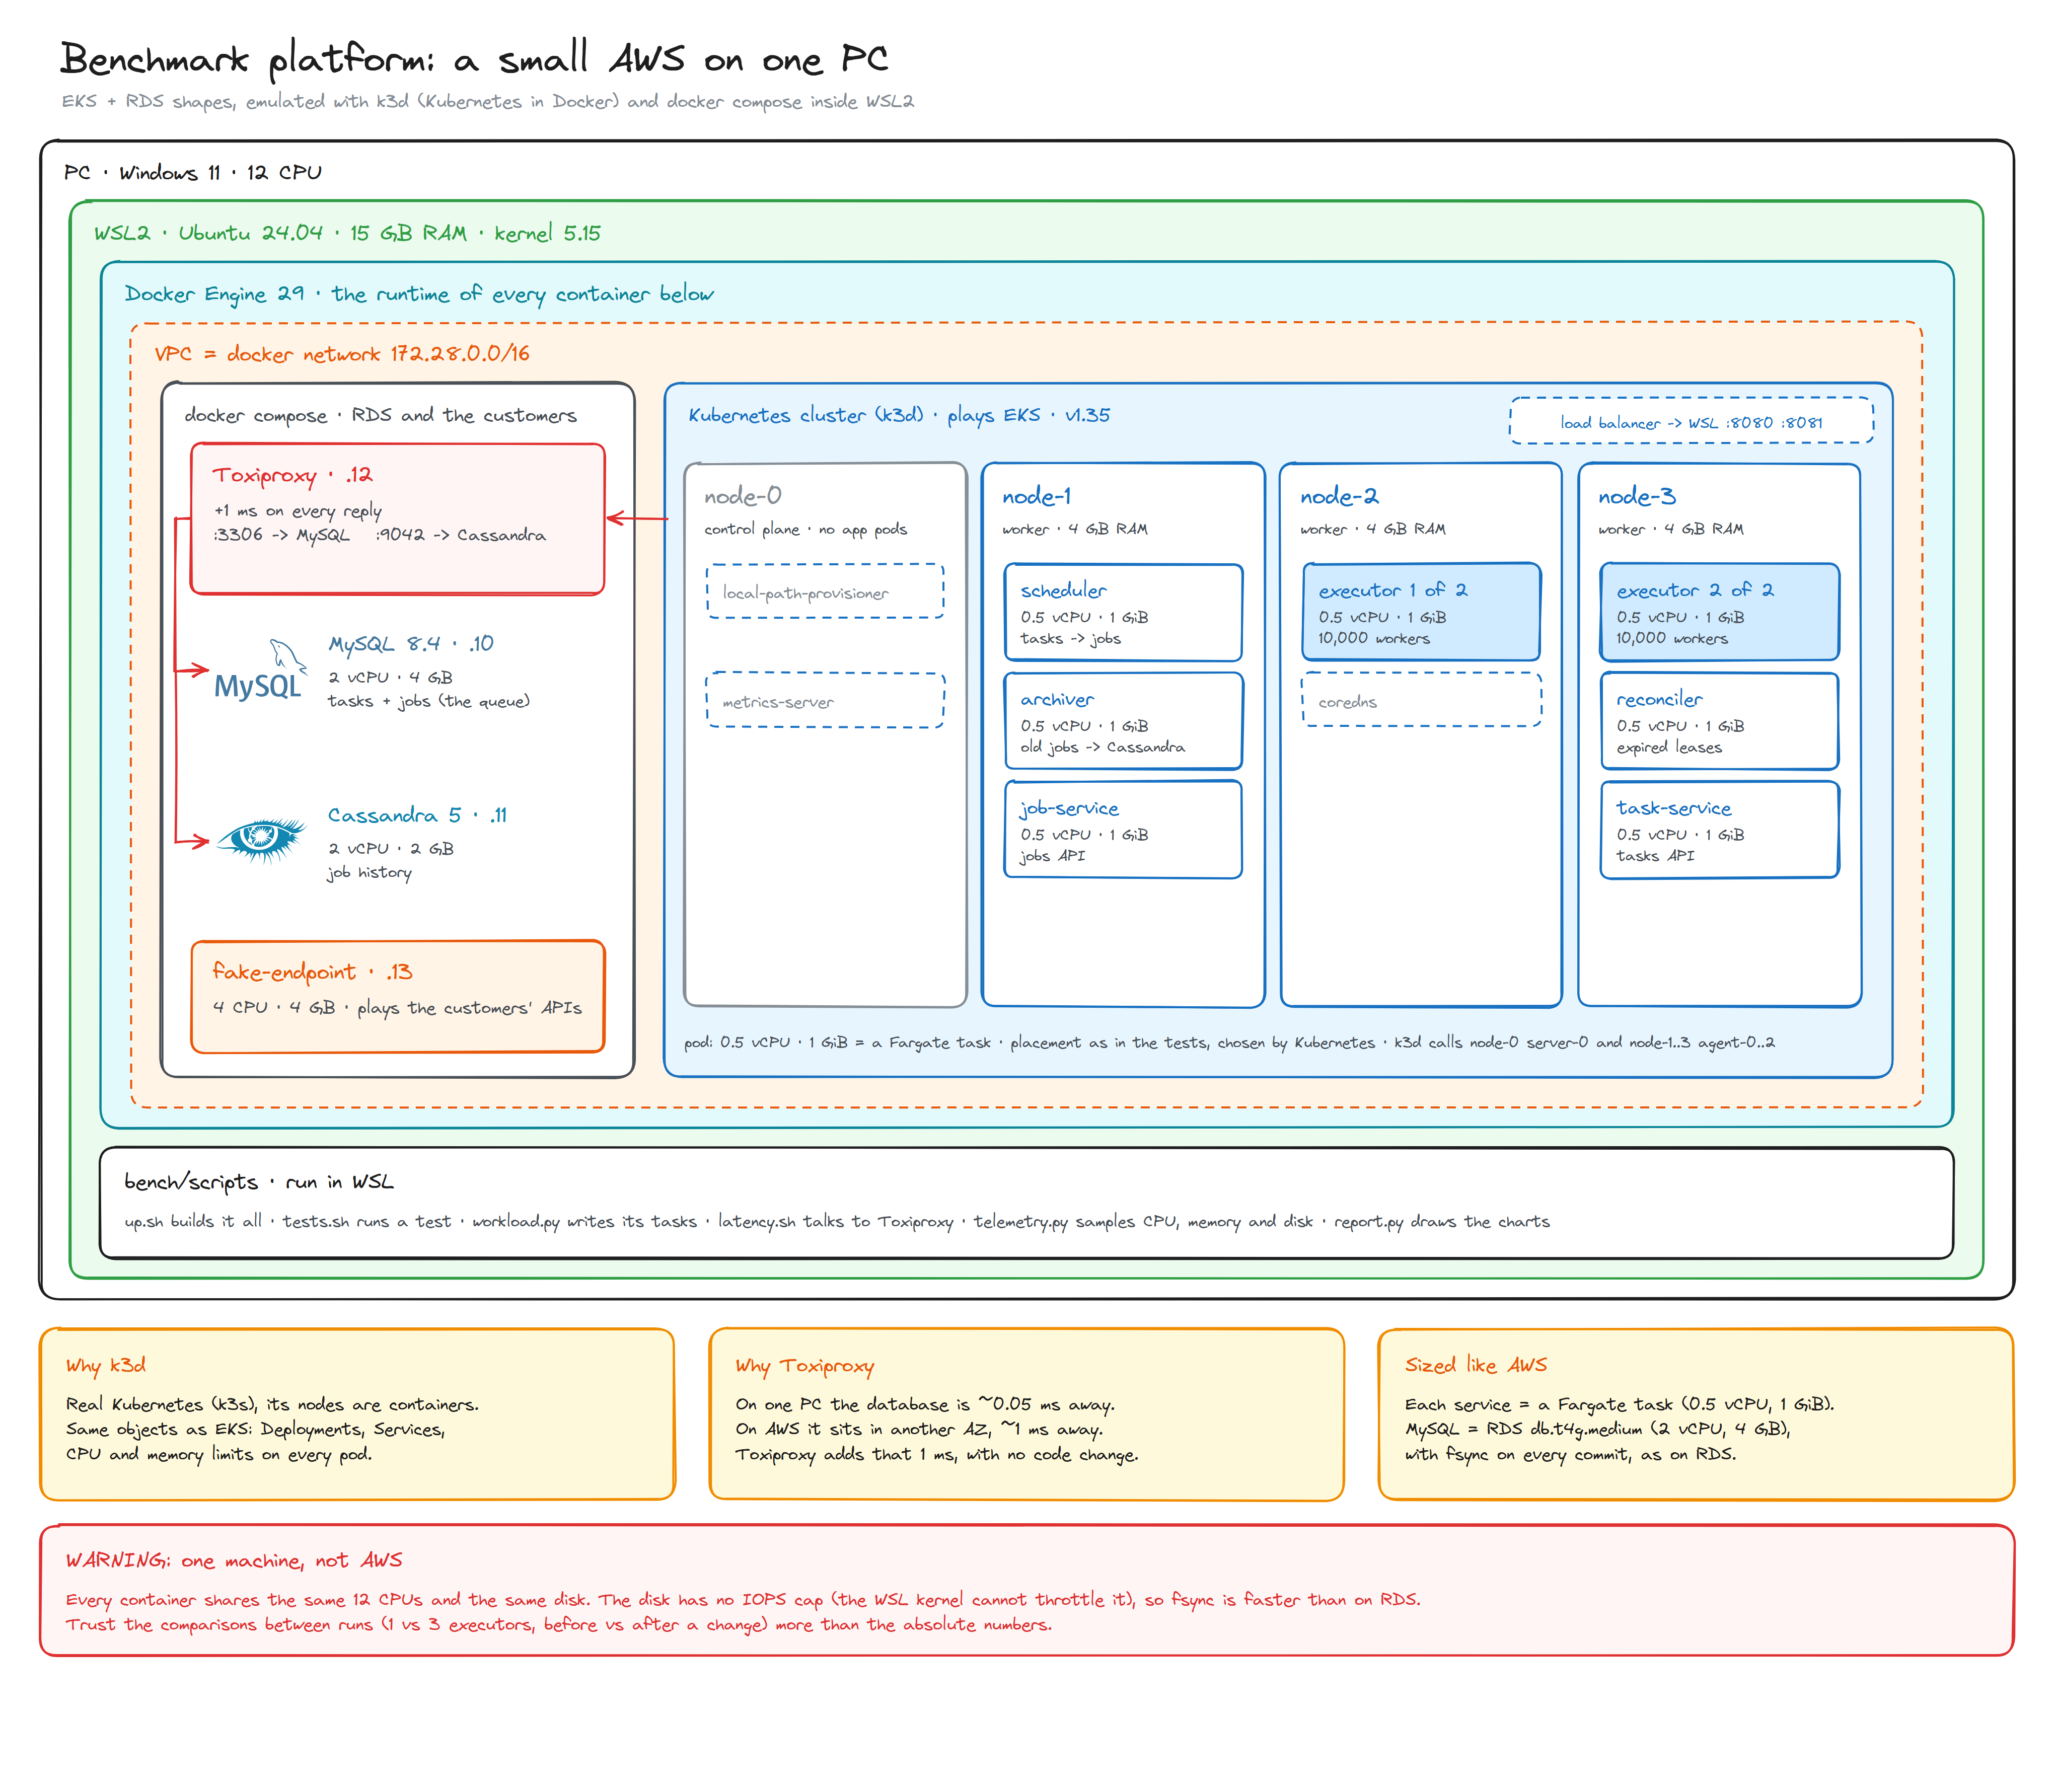 Benchmark platform: a small AWS on one PC
EKS + RDS shapes, emulated with k3d (Kubernetes in Docker) and docker compose inside WSL2
PC · Windows 11 · 12 CPU
WSL2 · Ubuntu 24.04 · 15 GB RAM · kernel 5.15
Docker Engine 29 · the runtime of every container below
VPC = docker network 172.28.0.0/16
docker compose · RDS and the customers
Toxiproxy · .12
+1 ms on every reply
:3306 -> MySQL :9042 -> Cassandra
MySQL
MySQL 8.4 · .10
2 vCPU · 4 GB
tasks + jobs (the queue)
Cassandra 5 · .11
2 vCPU · 2 GB
job history
fake-endpoint · .13
4 CPU · 4 GB · plays the customers' APIs
Kubernetes cluster (k3d) · plays EKS · v1.35
load balancer -> WSL :8080 :8081
node-0
control plane · no app pods
local-path-provisioner
metrics-server
node-1
worker · 4 GB RAM
scheduler
0.5 vCPU · 1 GiB
tasks -> jobs
archiver
0.5 vCPU · 1 GiB
old jobs -> Cassandra
job-service
0.5 vCPU · 1 GiB
jobs API
node-2
worker · 4 GB RAM
executor 1 of 2
0.5 vCPU · 1 GiB
10,000 workers
coredns
node-3
worker · 4 GB RAM
executor 2 of 2
0.5 vCPU · 1 GiB
10,000 workers
reconciler
0.5 vCPU · 1 GiB
expired leases
task-service
0.5 vCPU · 1 GiB
tasks API
pod: 0.5 vCPU · 1 GiB = a Fargate task · placement as in the tests, chosen by Kubernetes · k3d calls node-0 server-0 and node-1..3 agent-0..2
bench/scripts · run in WSL
up.sh builds it all · tests.sh runs a test · workload.py writes its tasks · latency.sh talks to Toxiproxy · telemetry.py samples CPU, memory and disk · report.py draws the charts
Why k3d
Real Kubernetes (k3s), its nodes are containers.
Same objects as EKS: Deployments, Services,
CPU and memory limits on every pod.
Why Toxiproxy
On one PC the database is ~0.05 ms away.
On AWS it sits in another AZ, ~1 ms away.
Toxiproxy adds that 1 ms, with no code change.
Sized like AWS
Each service = a Fargate task (0.5 vCPU, 1 GiB).
MySQL = RDS db.t4g.medium (2 vCPU, 4 GB),
with fsync on every commit, as on RDS.
WARNING: one machine, not AWS
Every container shares the same 12 CPUs and the same disk. The disk has no IOPS cap (the WSL kernel cannot throttle it), so fsync is faster than on RDS.
Trust the comparisons between runs (1 vs 3 executors, before vs after a change) more than the absolute numbers.